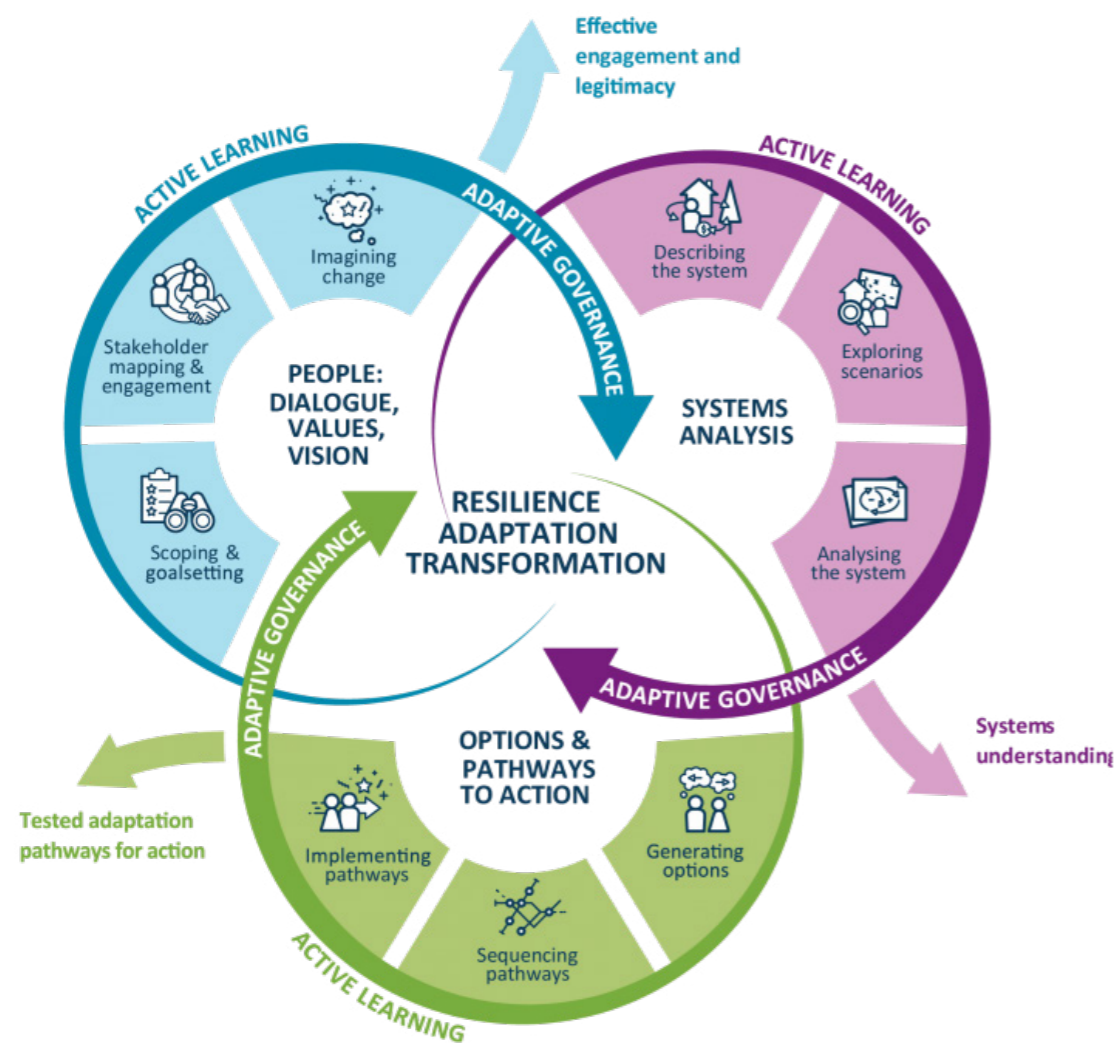 Effective
engagement and
legitimacy
ACTIVE LEARNING
ADAPTIVE GOVERNANCE
Imagining
change
Stakeholder
mapping &
engagement
Scoping &
goalsetting
PEOPLE:
DIALOGUE,
VALUES,
VISION
ACTIVE LEARNING
Describing
the system
Exploring
scenarios
Analysing
the system
SYSTEMS
ANALYSIS
ADAPTIVE GOVERNANCE
Systems
understanding
RESILIENCE
ADAPTATION
TRANSFORMATION
OPTIONS &
PATHWAYS
TO ACTION
Generating
options
Sequencing
pathways
Implementing
pathways
ACTIVE LEARNING
ADAPTIVE GOVERNANCE
Tested adaptation
pathways for action